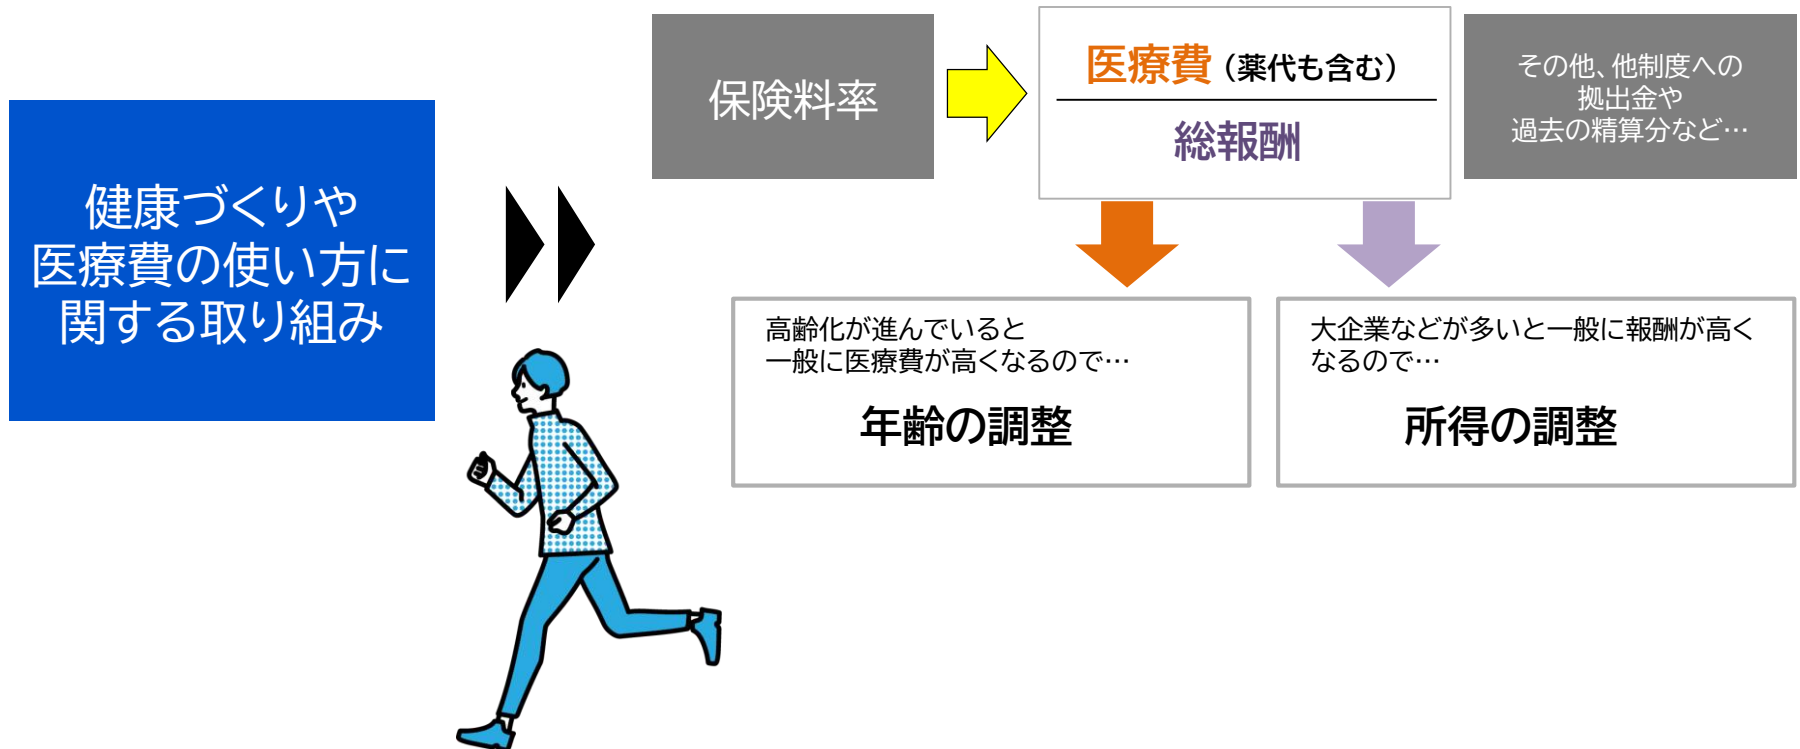 健康づくりや
医療費の使い方に
関する取り組み
保険料率
医療費（薬代も含む）
総報酬
その他、他制度への
拠出金や
過去の精算分など…
高齢化が進んでいると
一般に医療費が高くなるので…
年齢の調整
大企業などが多いと一般に報酬が高く
なるので…
所得の調整